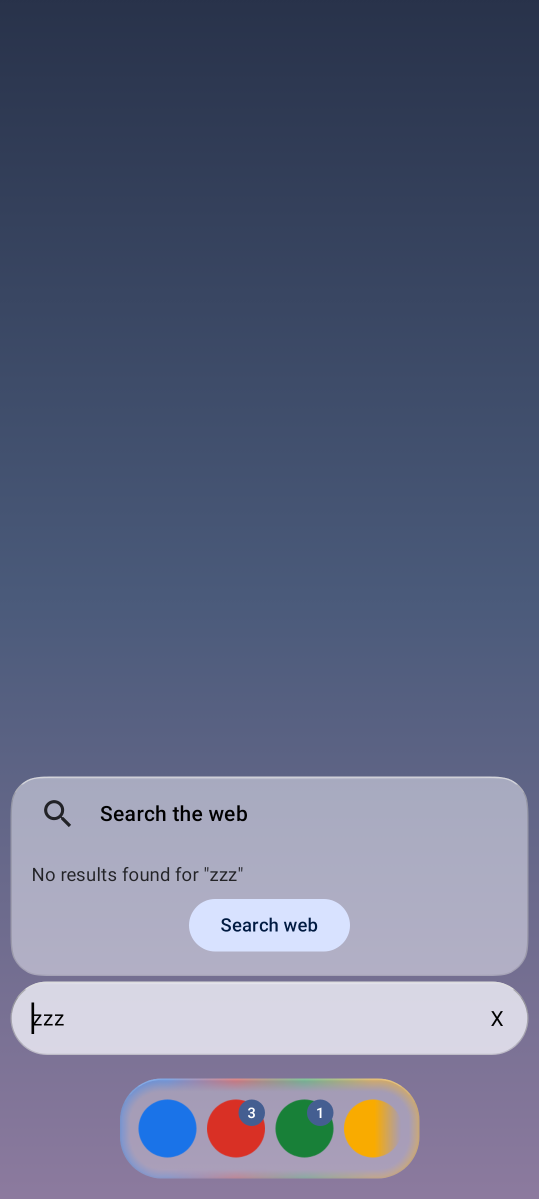 Search the web
No results found for "zzz"
Search web
zzz X
3 1